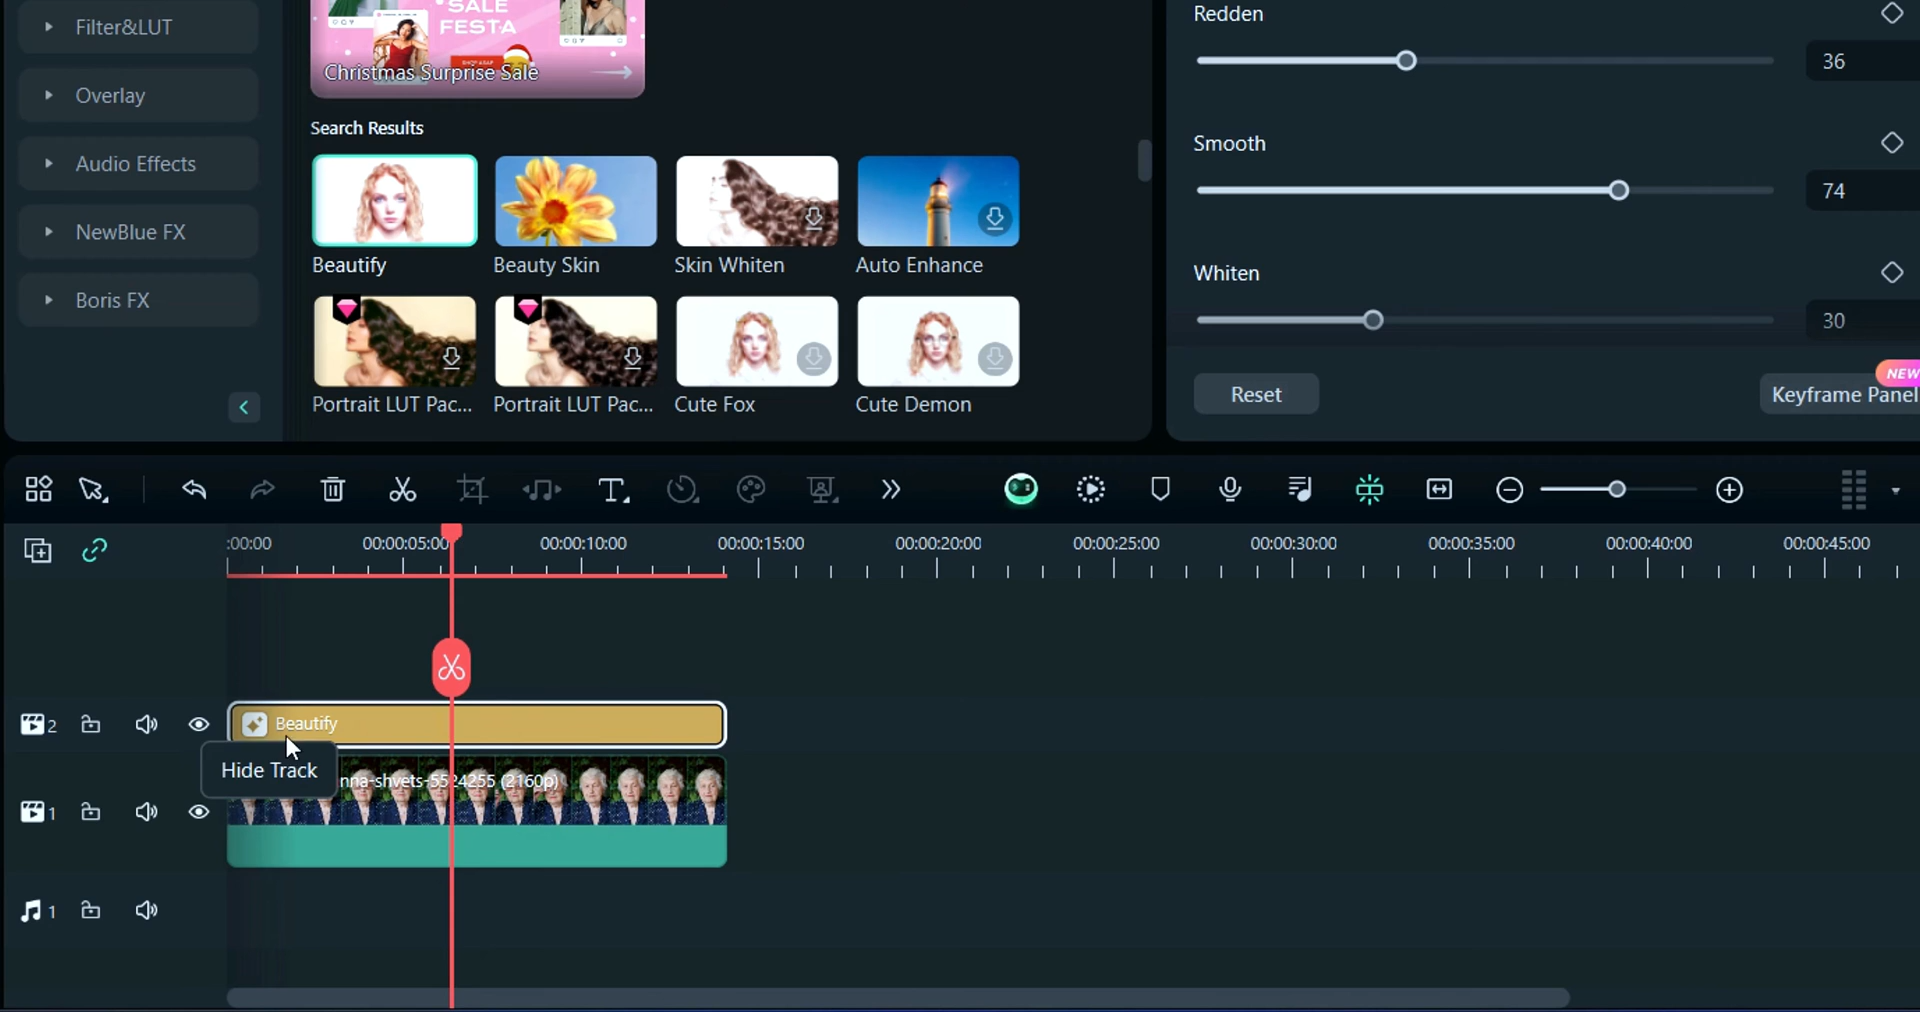 Filter&LUT
Overlay
Audio Effects
NewBlue FX
Boris FX
SALE
FESTA
Christmas Surprise Sale
Search Results
Beautify
Beauty Skin
Skin Whiten
Auto Enhance
Portrait LUT Pac...
Portrait LUT Pac...
Cute Fox
Cute Demon
Redden
36
Smooth
74
Whiten
30
Reset
NEW
Keyframe Panel
:00:00
00:00:05:00
00:00:10:00
00:00:15:00
00:00:20:00
00:00:25:00
00:00:30:00
00:00:35:00
00:00:40:00
00:00:45:00
2
Beautify
Hide Track
nna-shvets-5524255 (2160p)
1
1